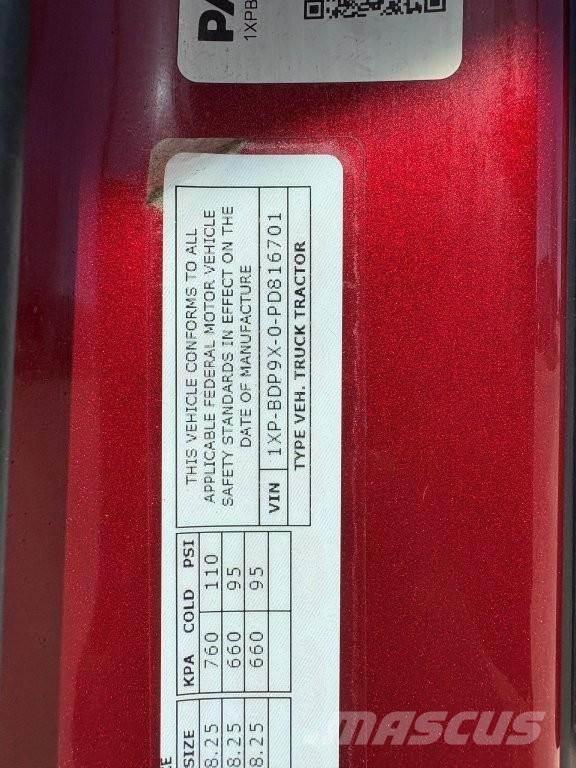 PA
1XPB
THIS VEHICLE CONFORMS TO ALL
APPLICABLE FEDERAL MOTOR VEHICLE
SAFETY STANDARDS IN EFFECT ON THE
DATE OF MANUFACTURE
VIN 1XP-BDP9X-0-PD816701
TYPE VEH. TRUCK TRACTOR
SIZE KPA COLD PSI
8.25 760 110
8.25 660 95
8.25 660 95
MASCUS